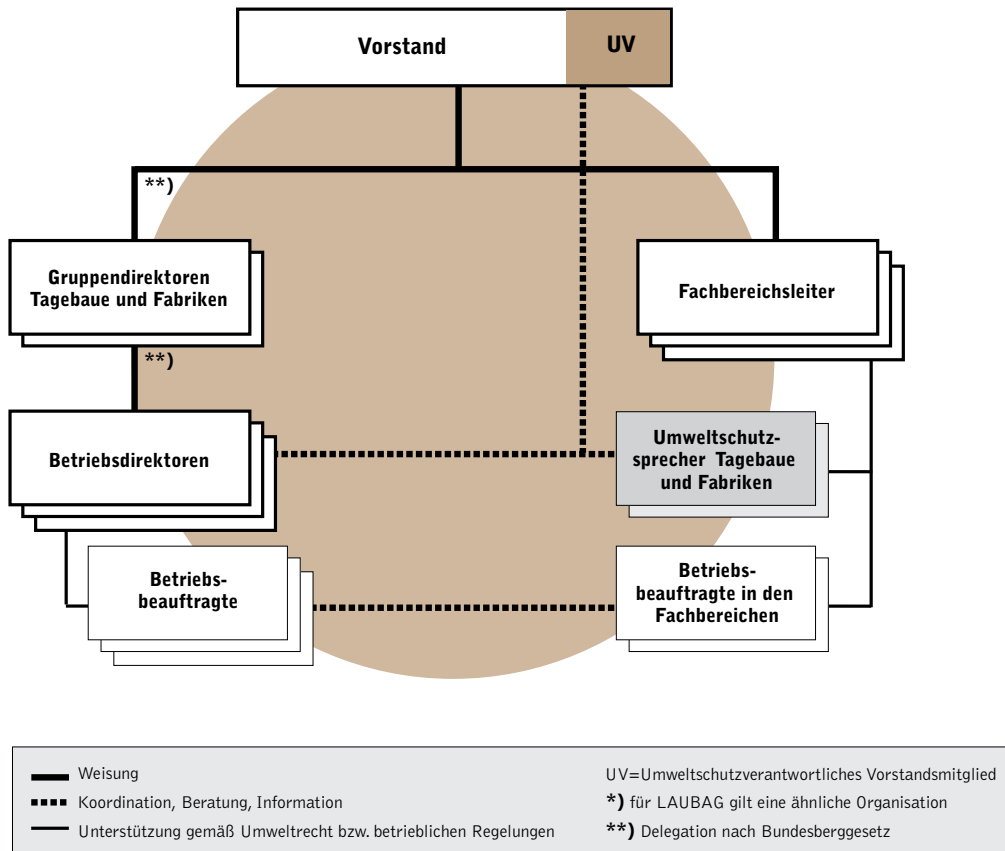 Vorstand
UV
**)
Gruppendirektoren
Tagebaue und Fabriken
Fachbereichsleiter
**)
Betriebsdirektoren
Umweltschutz-
sprecher Tagebaue
und Fabriken
Betriebs-
beauftragte
Betriebs-
beauftragte in den
Fachbereichen
Weisung
Koordination, Beratung, Information
Unterstützung gemäß Umweltrecht bzw. betrieblichen Regelungen
UV=Umweltschutzverantwortliches Vorstandsmitglied
*) für LAUBAG gilt eine ähnliche Organisation
**) Delegation nach Bundesberggesetz